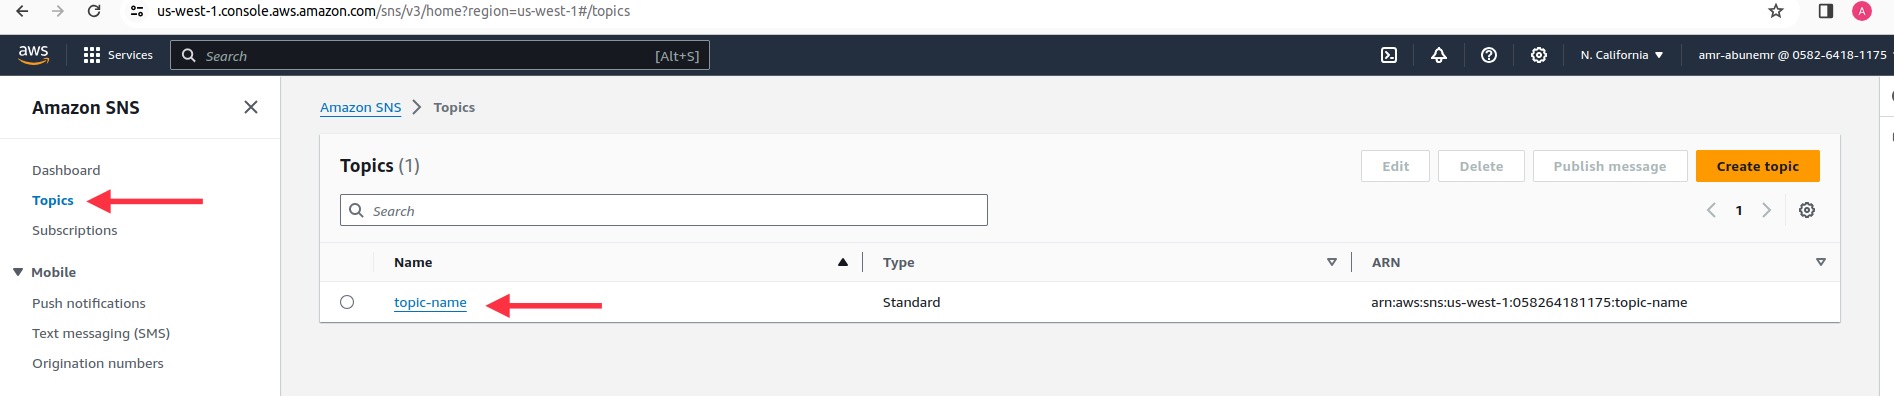 us-west-1.console.aws.amazon.com/sns/v3/home?region=us-west-1#/topics
A
aws
Services
Search
[Alt+S]
N. California
amr-abunemr @ 0582-6418-1175
Amazon SNS
Dashboard
Topics
Subscriptions
Mobile
Push notifications
Text messaging (SMS)
Origination numbers
Amazon SNS Topics
Topics (1)
Edit
Delete
Publish message
Create topic
Search
1
Name Type ARN
topic-name Standard arn:aws:sns:us-west-1:058264181175:topic-name